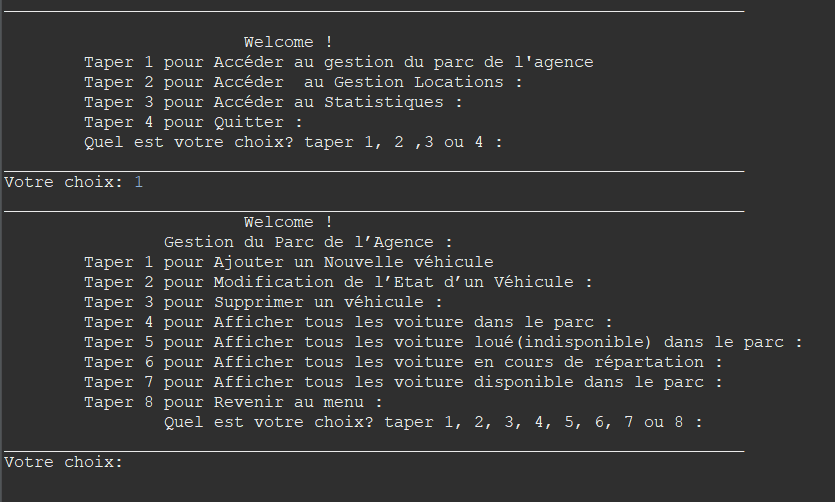 Welcome !
Taper 1 pour Accéder au gestion du parc de l'agence
Taper 2 pour Accéder  au Gestion Locations :
Taper 3 pour Accéder au Statistiques :
Taper 4 pour Quitter :
Quel est votre choix? taper 1, 2 ,3 ou 4 :
Votre choix: 1
Welcome !
Gestion du Parc de l’Agence :
Taper 1 pour Ajouter un Nouvelle véhicule
Taper 2 pour Modification de l’Etat d’un Véhicule :
Taper 3 pour Supprimer un véhicule :
Taper 4 pour Afficher tous les voiture dans le parc :
Taper 5 pour Afficher tous les voiture loué(indisponible) dans le parc :
Taper 6 pour Afficher tous les voiture en cours de répartation :
Taper 7 pour Afficher tous les voiture disponible dans le parc :
Taper 8 pour Revenir au menu :
Quel est votre choix? taper 1, 2, 3, 4, 5, 6, 7 ou 8 :
Votre choix: